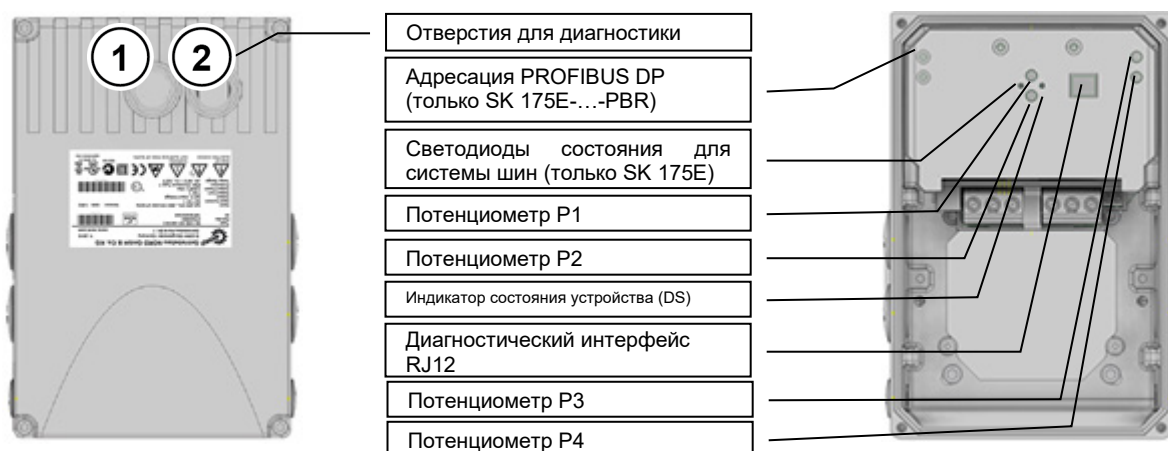 1
2
Отверстия для диагностики
Адресация PROFIBUS DP
(только SK 175E-…-PBR)
Светодиоды состояния для
системы шин (только SK 175E)
Потенциометр P1
Потенциометр P2
Индикатор состояния устройства (DS)
Диагностический интерфейс
RJ12
Потенциометр P3
Потенциометр P4